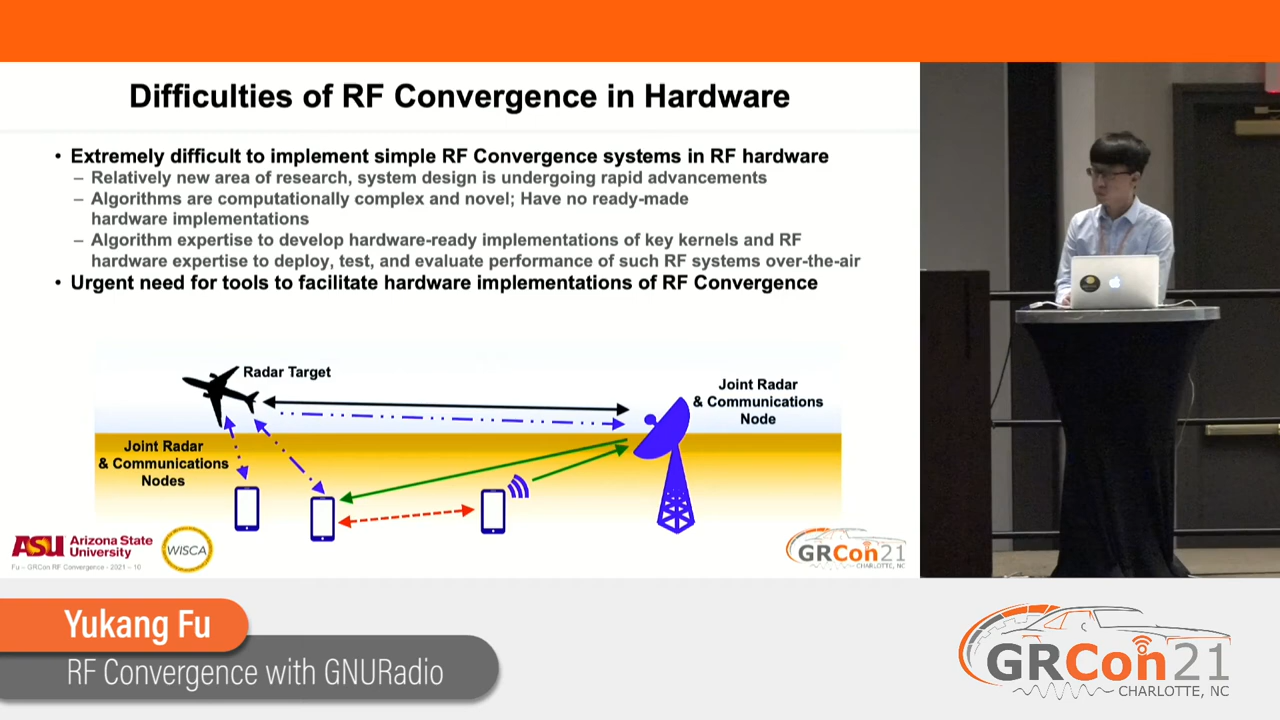 Difficulties of RF Convergence in Hardware
• Extremely difficult to implement simple RF Convergence systems in RF hardware
– Relatively new area of research, system design is undergoing rapid advancements
– Algorithms are computationally complex and novel; Have no ready-made
hardware implementations
– Algorithm expertise to develop hardware-ready implementations of key kernels and RF
hardware expertise to deploy, test, and evaluate performance of such RF systems over-the-air
• Urgent need for tools to facilitate hardware implementations of RF Convergence
Radar Target
Joint Radar
& Communications
Node
Joint Radar
& Communications
Nodes
ASU Arizona State
University
WISCA
Fu – GRCon RF Convergence - 2021 – 10
GRCon21
CHARLOTTE, NC
Yukang Fu
RF Convergence with GNURadio
GRCon21
CHARLOTTE, NC